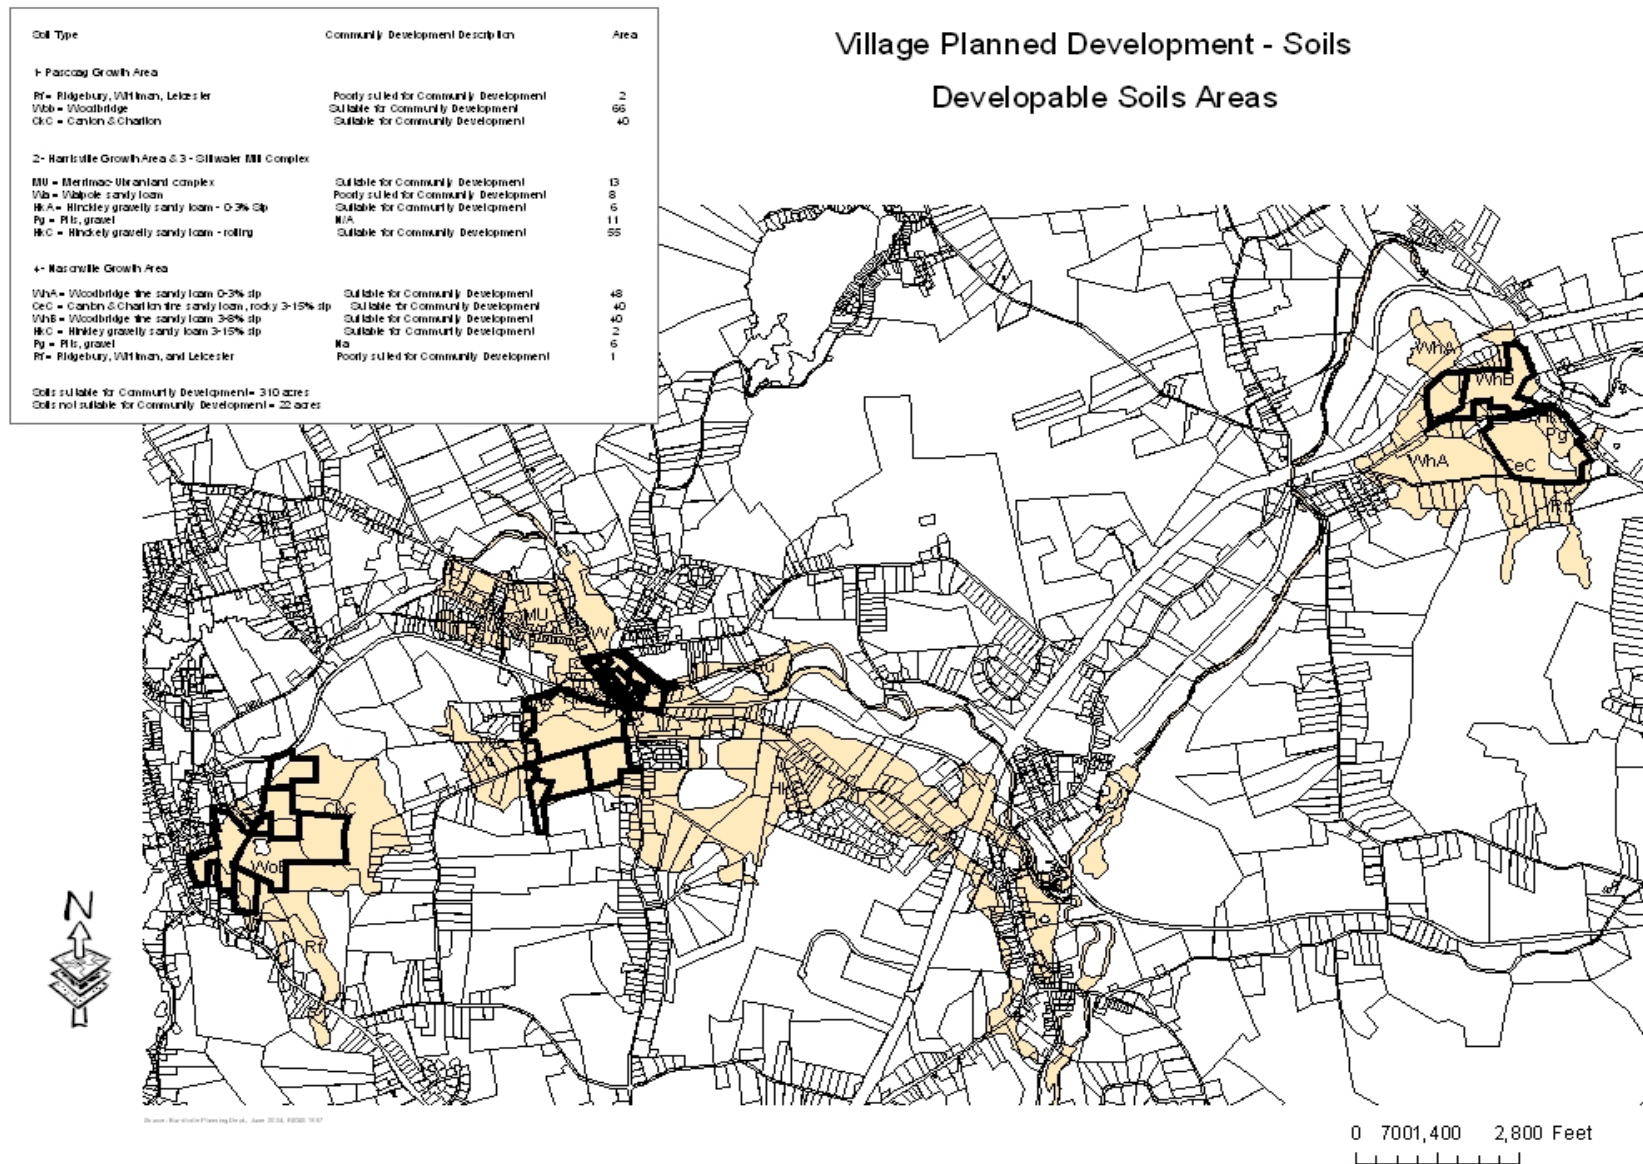 Village Planned Development - Soils
Developable Soils Areas
Soil Type Community Development Description Area
1- Pascoag Growth Area
Rf = Ridgebury, Whitman, Leicester Poorly suited for Community Development 2
Wob = Woodbridge Suitable for Community Development 66
CkC = Canton & Charlton Suitable for Community Development 40
2 - Harrisville Growth Area & 3 - Stillwater Mill Complex
MU = Merrimac-Urban land complex Suitable for Community Development 13
Wa = Walpole sandy loam Poorly suited for Community Development 8
HkA = Hinckley gravelly sandy loam - 0-3% Slp Suitable for Community Development 6
Pg = Pits, gravel N/A 11
HkC = Hinckely gravelly sandy loam - rolling Suitable for Community Development 55
4 - Nasonville Growth Area
WhA = Woodbridge fine sandy loam 0-3% slp Suitable for Community Development 48
CeC = Canton & Charlton fine sandy loam, rocky 3-15% slp Suitable for Community Development 40
WhB = Woodbridge fine sandy loam 3-8% slp Suitable for Community Development 40
HkC = Hinkley gravelly sandy loam 3-15% slp Suitable for Community Development 2
Pg = Pits, gravel Na 6
Rf = Ridgebury, Whitman, and Leicester Poorly suited for Community Development 1
Soils suitable for Community Development = 310 acres
Soils not suitable for Community Development = 22 acres
WhA
WhB
Pg
WhA
CeC
Rf
MU
W
CkC
Rf
N
0 700 1,400 2,800 Feet